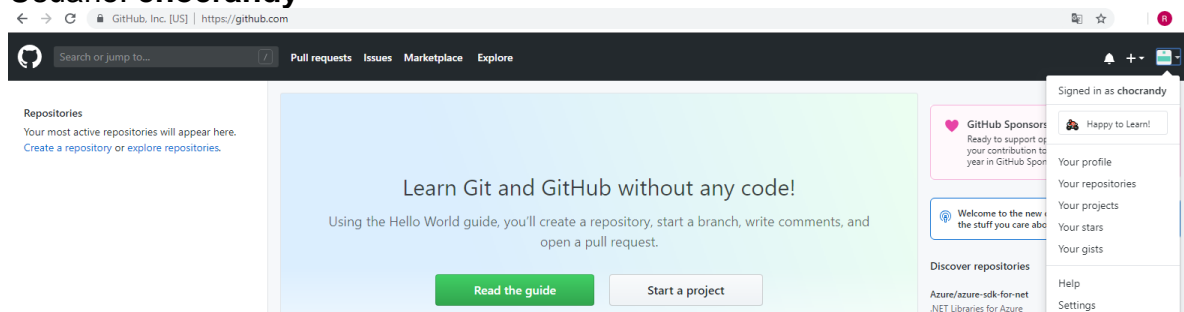 chocrandy
GitHub, Inc. [US] | https://github.com
R
Search or jump to...
/
Pull requests Issues Marketplace Explore
Signed in as chocrandy
Happy to Learn!
Your profile
Your repositories
Your projects
Your stars
Your gists
Help
Settings
Repositories
Your most active repositories will appear here.
Create a repository or explore repositories.
Learn Git and GitHub without any code!
Using the Hello World guide, you'll create a repository, start a branch, write comments, and
open a pull request.
Read the guide
Start a project
GitHub Sponsors
Ready to support op
your contribution to
year in GitHub Spon
Welcome to the new
the stuff you care abo
Discover repositories
Azure/azure-sdk-for-net
.NET Libraries for Azure